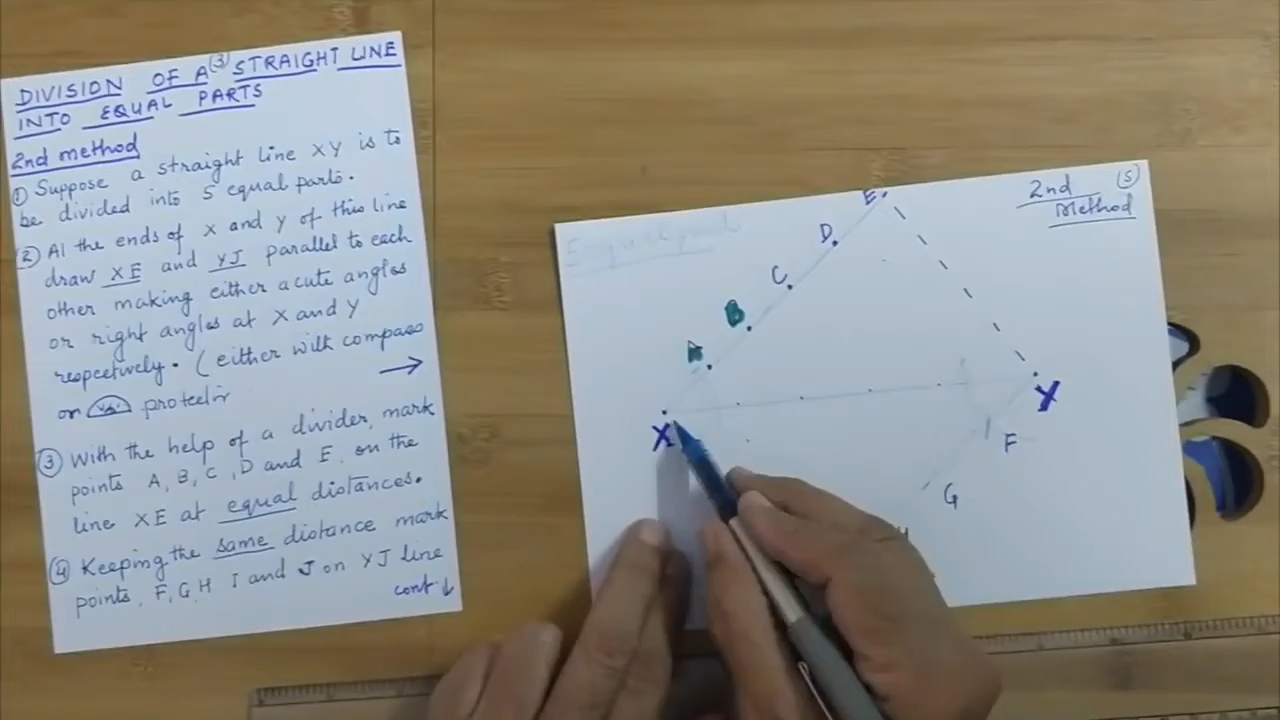 DIVISION OF A (3) STRAIGHT LINE
INTO EQUAL PARTS
2nd method
① Suppose a straight line XY is to
be divided into 5 equal parts.
② At the ends of X and Y of this line
draw XE and YJ parallel to each
other making either acute angles
or right angles at X and Y
respectively. (either with compass
→
on protectir
③ With the help of a divider, mark
points A, B, C, D and E on the
line XE at equal distances.
④ Keeping the same distance mark
points, F, G, H I and J on YJ line
cont ↓
2nd (5)
Method
E
D
C
B
A
X
Y
F
G
H